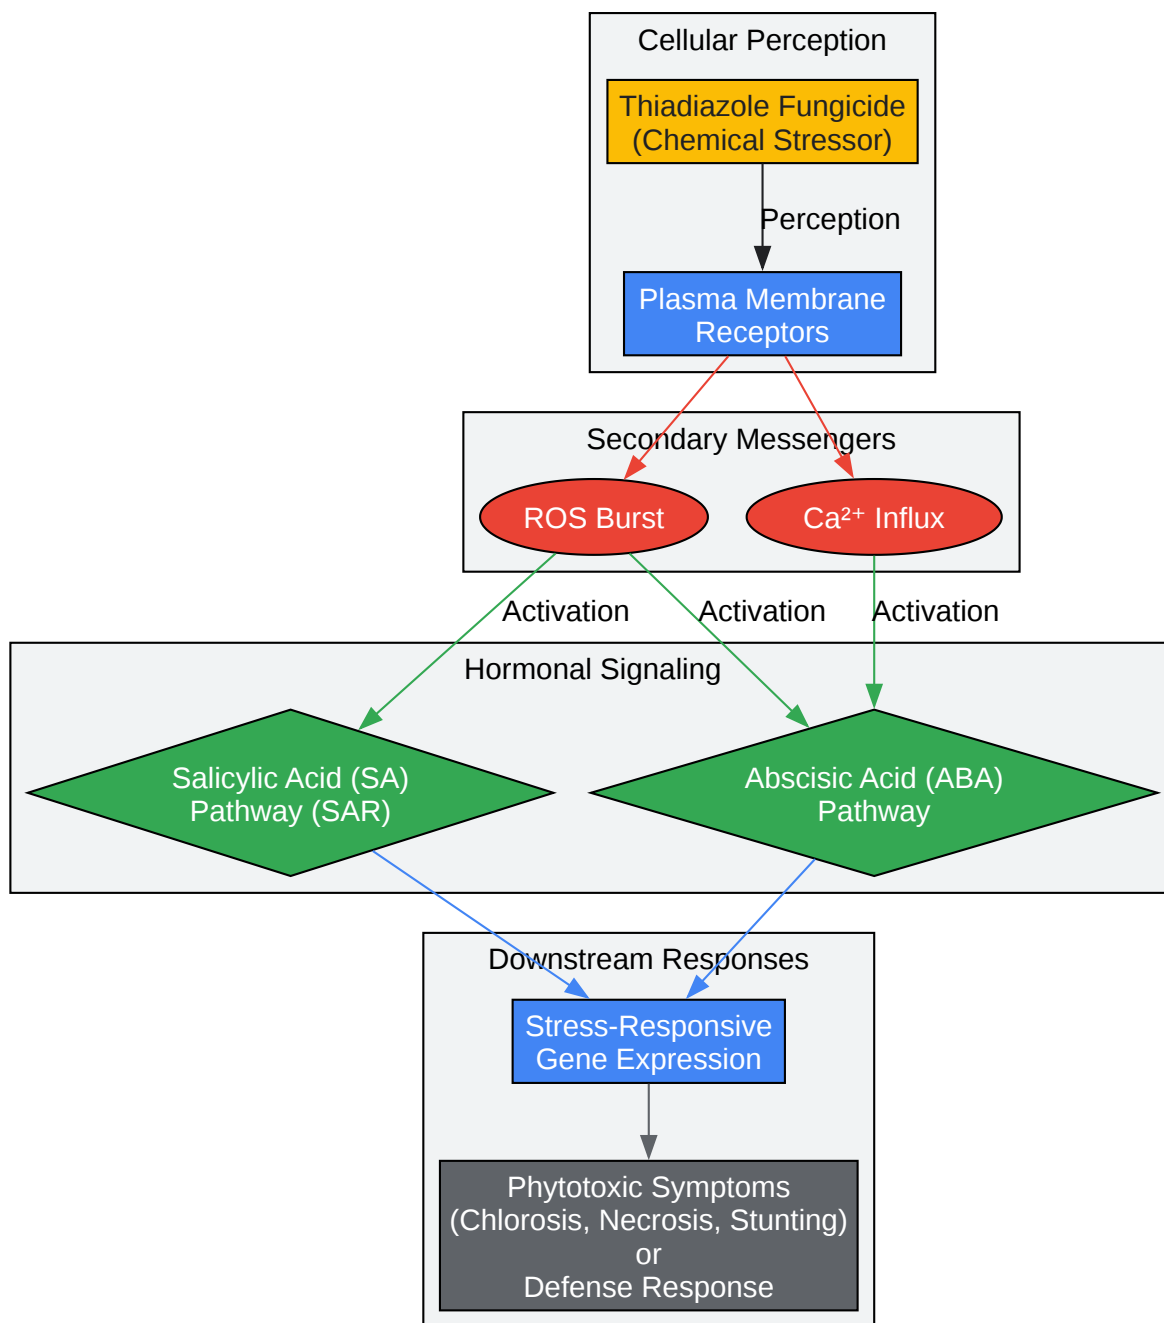 Cellular Perception
Thiadiazole Fungicide
(Chemical Stressor)
Perception
Plasma Membrane
Receptors
Secondary Messengers
ROS Burst
Ca²⁺ Influx
Activation
Activation
Activation
Hormonal Signaling
Salicylic Acid (SA)
Pathway (SAR)
Abscisic Acid (ABA)
Pathway
Downstream Responses
Stress-Responsive
Gene Expression
Phytotoxic Symptoms
(Chlorosis, Necrosis, Stunting)
or
Defense Response